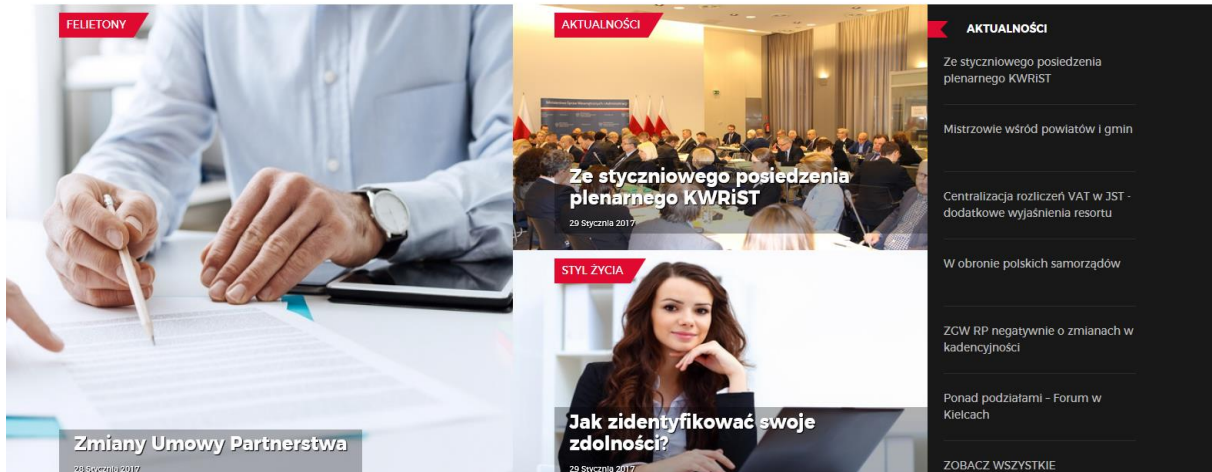 FELIETONY
Zmiany Umowy Partnerstwa
28 Stycznia 2017
AKTUALNOŚCI
Ze styczniowego posiedzenia
plenarnego KWRiST
29 Stycznia 2017
STYL ŻYCIA
Jak zidentyfikować swoje
zdolności?
29 Stycznia 2017
AKTUALNOŚCI
Ze styczniowego posiedzenia
plenarnego KWRiST
Mistrzowie wśród powiatów i gmin
Centralizacja rozliczeń VAT w JST -
dodatkowe wyjaśnienia resortu
W obronie polskich samorządów
ZGW RP negatywnie o zmianach w
kadencyjności
Ponad podziałami – Forum w
Kielcach
ZOBACZ WSZYSTKIE